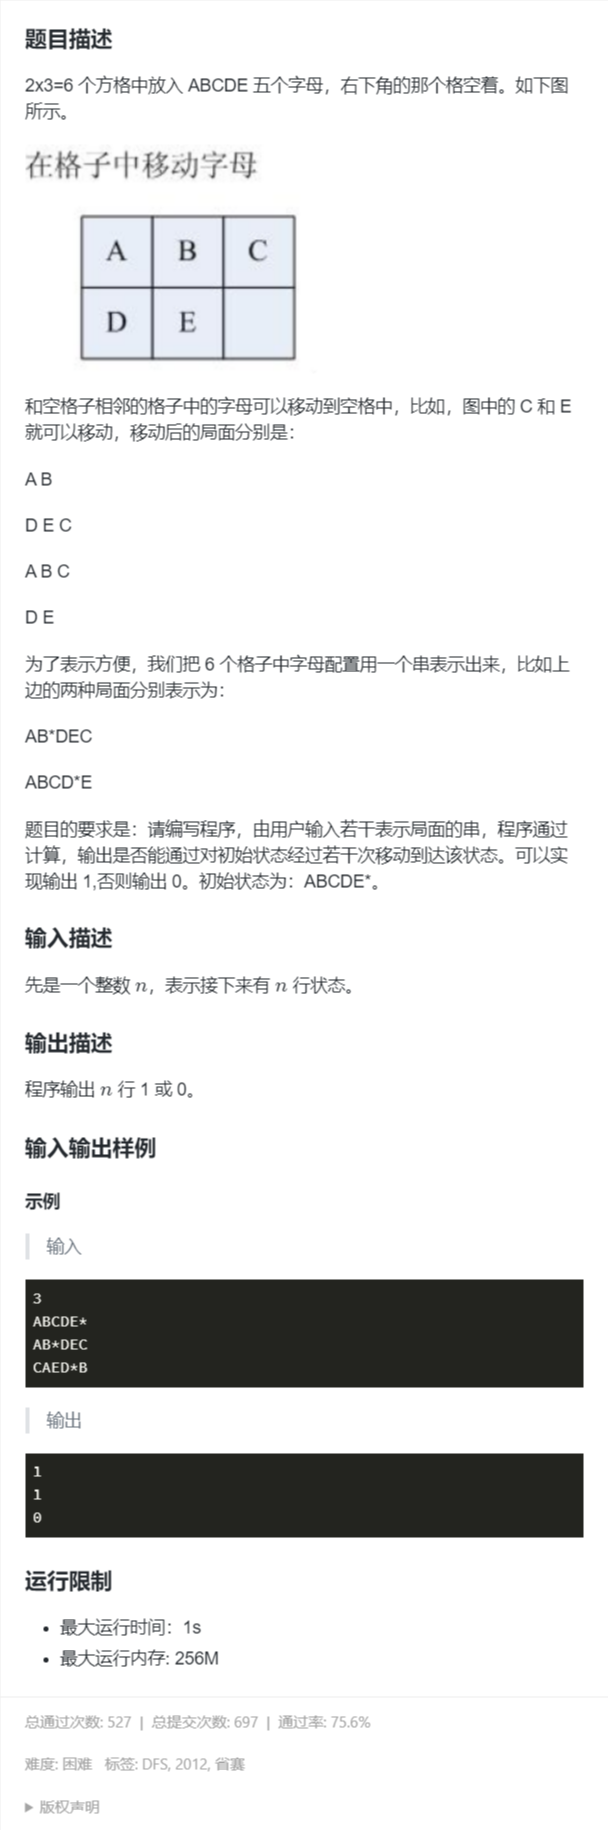 题目描述
2x3=6 个方格中放入 ABCDE 五个字母，右下角的那个格空着。如下图
所示。
在格子中移动字母
A B C
D E
和空格子相邻的格子中的字母可以移动到空格中，比如，图中的 C 和 E
就可以移动，移动后的局面分别是：
A B
D E C
A B C
D E
为了表示方便，我们把 6 个格子中字母配置用一个串表示出来，比如上
边的两种局面分别表示为：
AB*DEC
ABCD*E
题目的要求是：请编写程序，由用户输入若干表示局面的串，程序通过
计算，输出是否能通过对初始状态经过若干次移动到达该状态。可以实
现输出 1,否则输出 0。初始状态为：ABCDE*。
输入描述
先是一个整数 n，表示接下来有 n 行状态。
输出描述
程序输出 n 行 1 或 0。
输入输出样例
示例
输入
3
ABCDE*
AB*DEC
CAED*B
输出
1
1
0
运行限制
• 最大运行时间：1s
• 最大运行内存: 256M
总通过次数: 527 | 总提交次数: 697 | 通过率: 75.6%
难度: 困难 标签: DFS, 2012, 省赛
▶ 版权声明